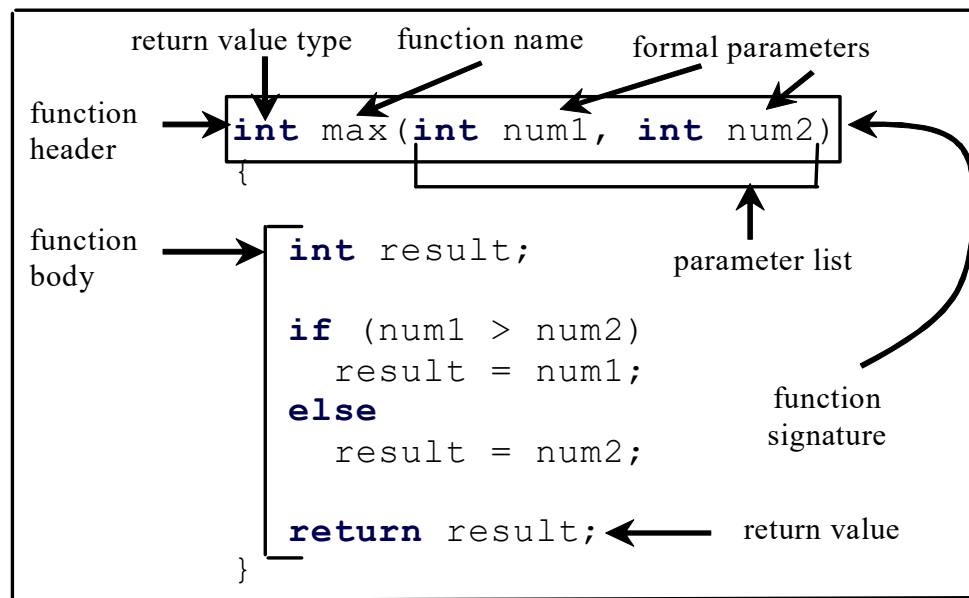 return value type
function name
formal parameters
function
header
int max(int num1, int num2)
{
parameter list
function
body
int result;
if (num1 > num2)
result = num1;
else
result = num2;
function
signature
return result;
return value
}